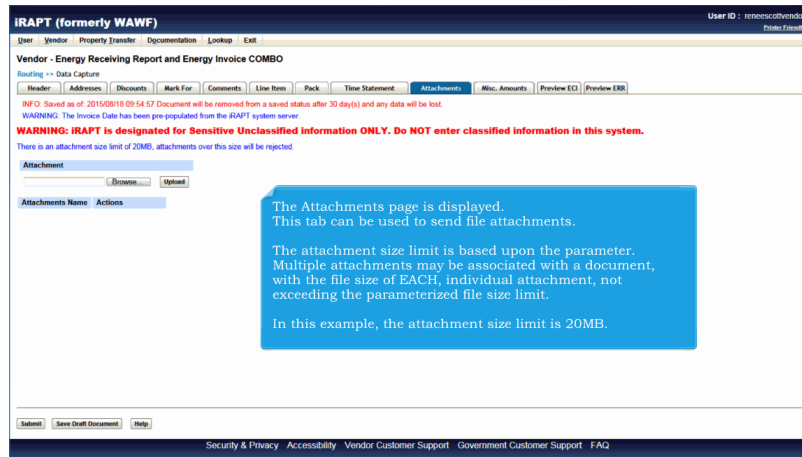 iRAPT (formerly WAWF)
User ID : reneescottvendo
Printer Friendl
User Vendor Property Transfer Documentation Lookup Exit
Vendor - Energy Receiving Report and Energy Invoice COMBO
Routing >> Data Capture
Header Addresses Discounts Mark For Comments Line Item Pack Time Statement Attachments Misc. Amounts Preview ECI Preview ERR
INFO: Saved as of: 2015/08/18 09:54:57 Document will be removed from a saved status after 30 day(s) and any data will be lost.
WARNING: The Invoice Date has been pre-populated from the iRAPT system server.
WARNING: iRAPT is designated for Sensitive Unclassified information ONLY. Do NOT enter classified information in this system.
There is an attachment size limit of 20MB, attachments over this size will be rejected.
Attachment
Browse... Upload
Attachments Name Actions
The Attachments page is displayed.
This tab can be used to send file attachments.
The attachment size limit is based upon the parameter.
Multiple attachments may be associated with a document,
with the file size of EACH, individual attachment, not
exceeding the parameterized file size limit.
In this example, the attachment size limit is 20MB.
Submit Save Draft Document Help
Security & Privacy Accessibility Vendor Customer Support Government Customer Support FAQ